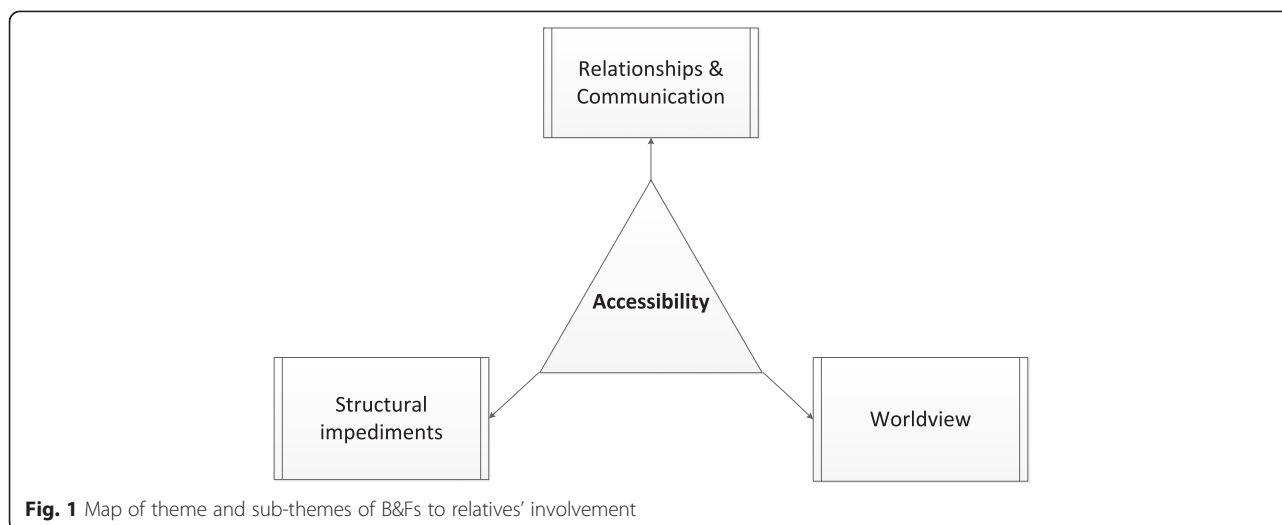 Relationships &
Communication
Accessibility
Structural
impediments
Worldview
Fig. 1 Map of theme and sub-themes of B&Fs to relatives’ involvement